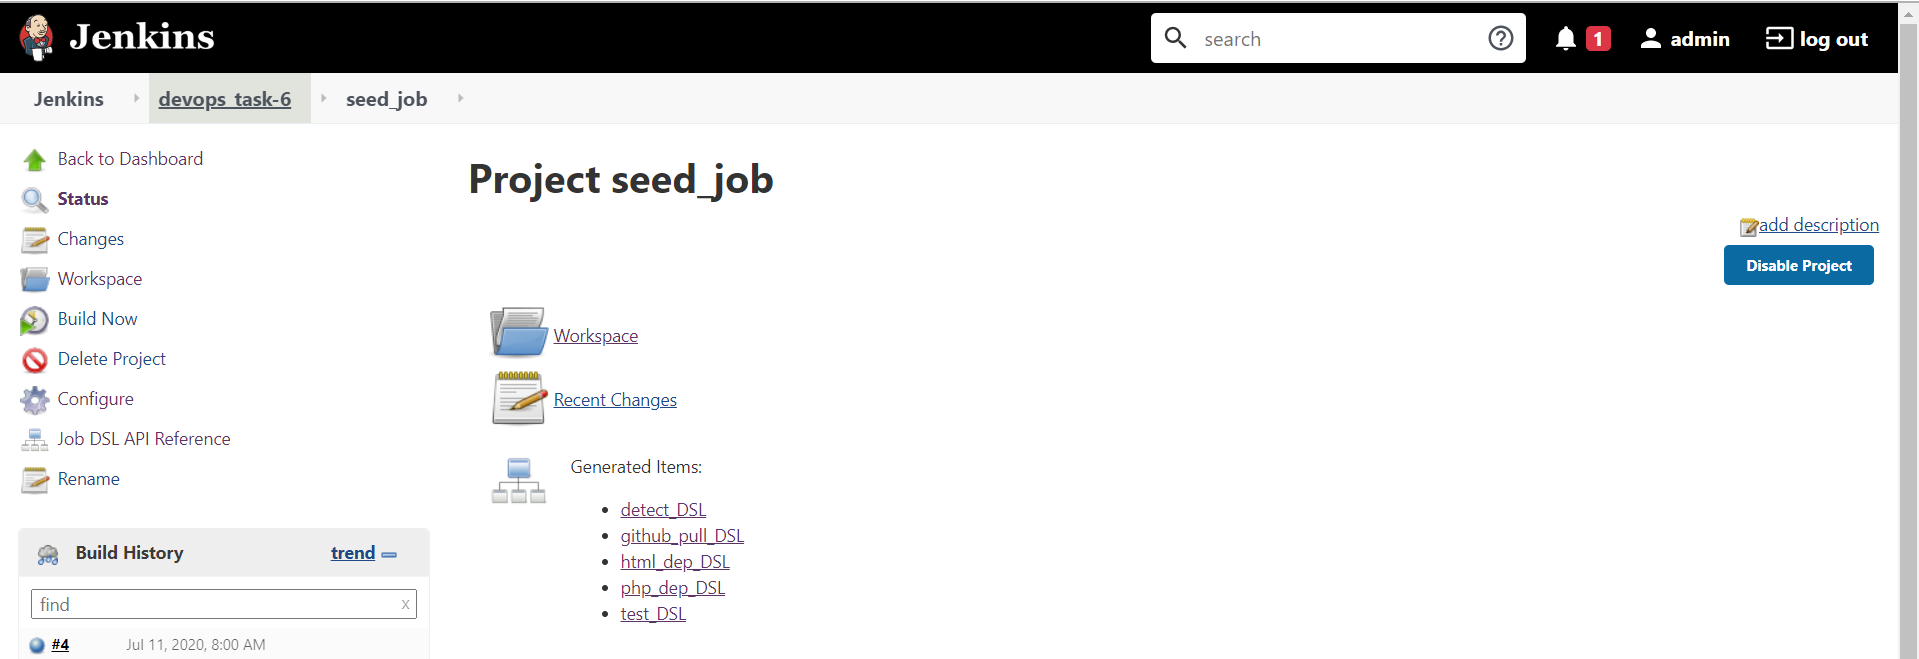 Jenkins
search
1
admin
log out
Jenkins
devops_task-6
seed_job
Back to Dashboard
Status
Changes
Workspace
Build Now
Delete Project
Configure
Job DSL API Reference
Rename
Build History
trend
find
x
#4
Jul 11, 2020, 8:00 AM
Project seed_job
add description
Disable Project
Workspace
Recent Changes
Generated Items:
detect_DSL
github_pull_DSL
html_dep_DSL
php_dep_DSL
test_DSL